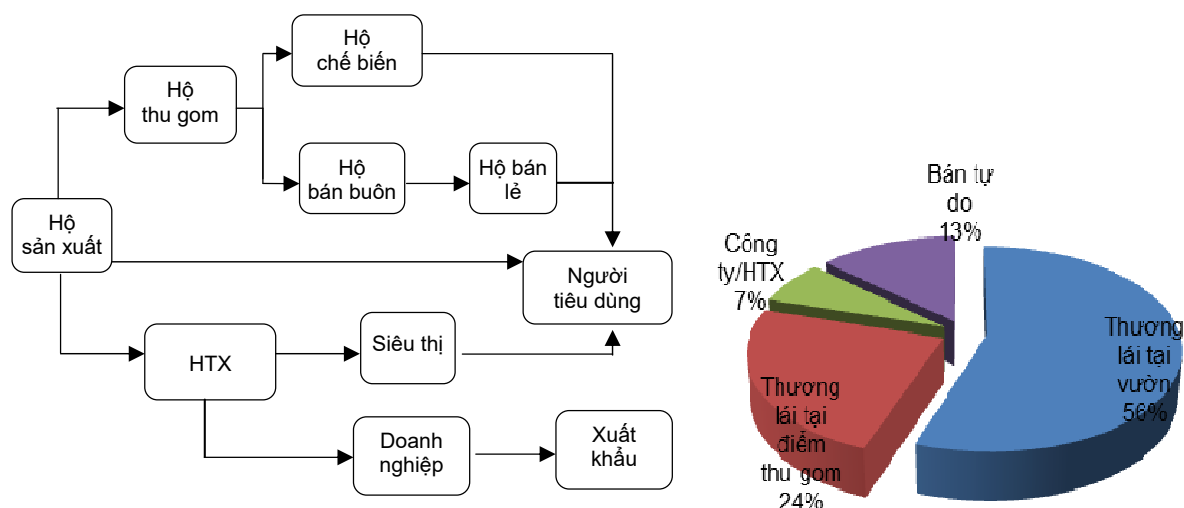 Hộ
chế biến
Hộ
thu gom
Hộ
bán buôn
Hộ bán
lẻ
Hộ
sản xuất
Người
tiêu dùng
HTX
Siêu thị
Doanh
nghiệp
Xuất
khẩu
Bán tự
do
13%
Công
ty/HTX
7%
Thương
lái tại
vườn
56%
Thương
lái tại
điểm
thu gom
24%